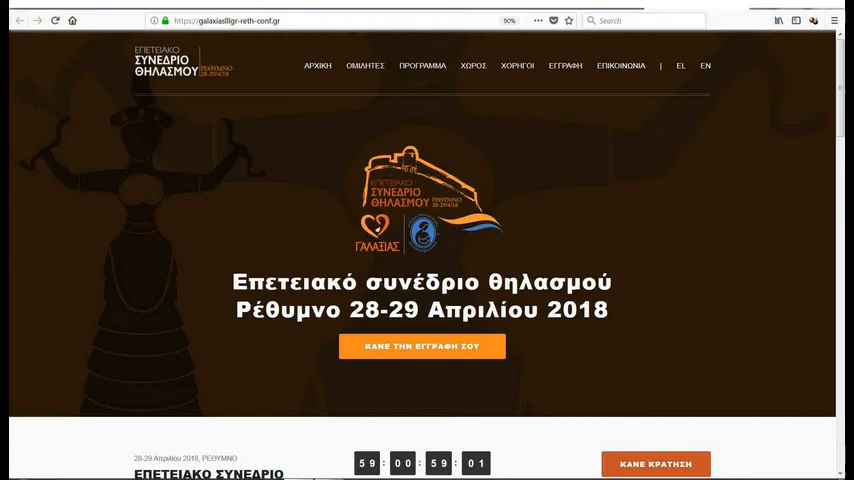 https://galaxiaslllgr-reth-conf.gr
90%
Search
ΕΠΕΤΕΙΑΚΟ
ΣΥΝΕΔΡΙΟ
ΘΗΛΑΣΜΟΥ
ΡΕΘΥΜΝΟ
28-29/4/18
ΑΡΧΙΚΗ ΟΜΙΛΗΤΕΣ ΠΡΟΓΡΑΜΜΑ ΧΩΡΟΣ ΧΟΡΗΓΟΙ ΕΓΓΡΑΦΗ ΕΠΙΚΟΙΝΩΝΙΑ | EL EN
ΕΠΕΤΕΙΑΚΟ
ΣΥΝΕΔΡΙΟ
ΘΗΛΑΣΜΟΥ
ΡΕΘΥΜΝΟ
28-29/4/18
ΓΑΛΑΞΙΑΣ
Επετειακό συνέδριο θηλασμού
Ρέθυμνο 28-29 Απριλίου 2018
ΚΑΝΕ ΤΗΝ ΕΓΓΡΑΦΗ ΣΟΥ
28-29 Απριλίου 2018, ΡΕΘΥΜΝΟ
ΕΠΕΤΕΙΑΚΟ ΣΥΝΕΔΡΙΟ
59 : 00 : 59 : 01
ΚΑΝΕ ΚΡΑΤΗΣΗ